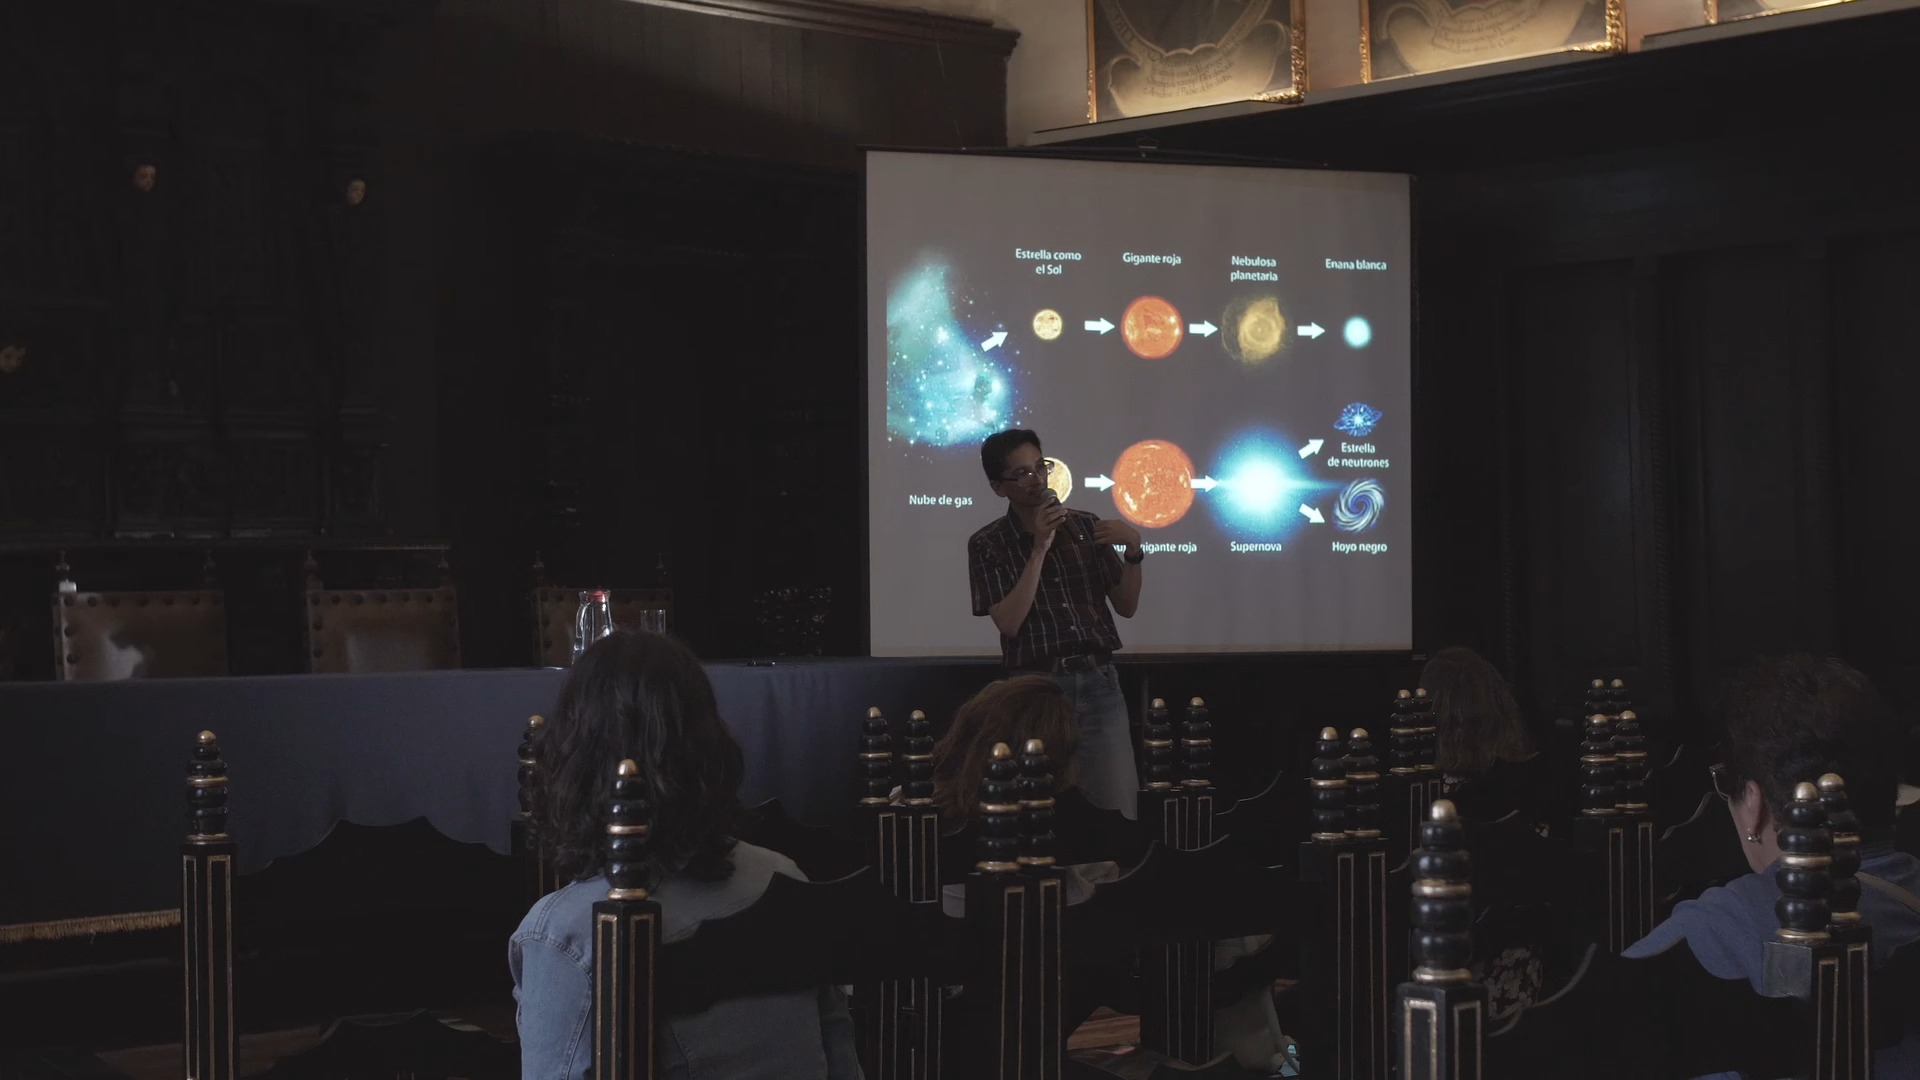 Estrella como
el Sol
Gigante roja
Nebulosa
planetaria
Enana blanca
Estrella
de neutrones
Nube de gas
gigante roja
Supernova
Hoyo negro